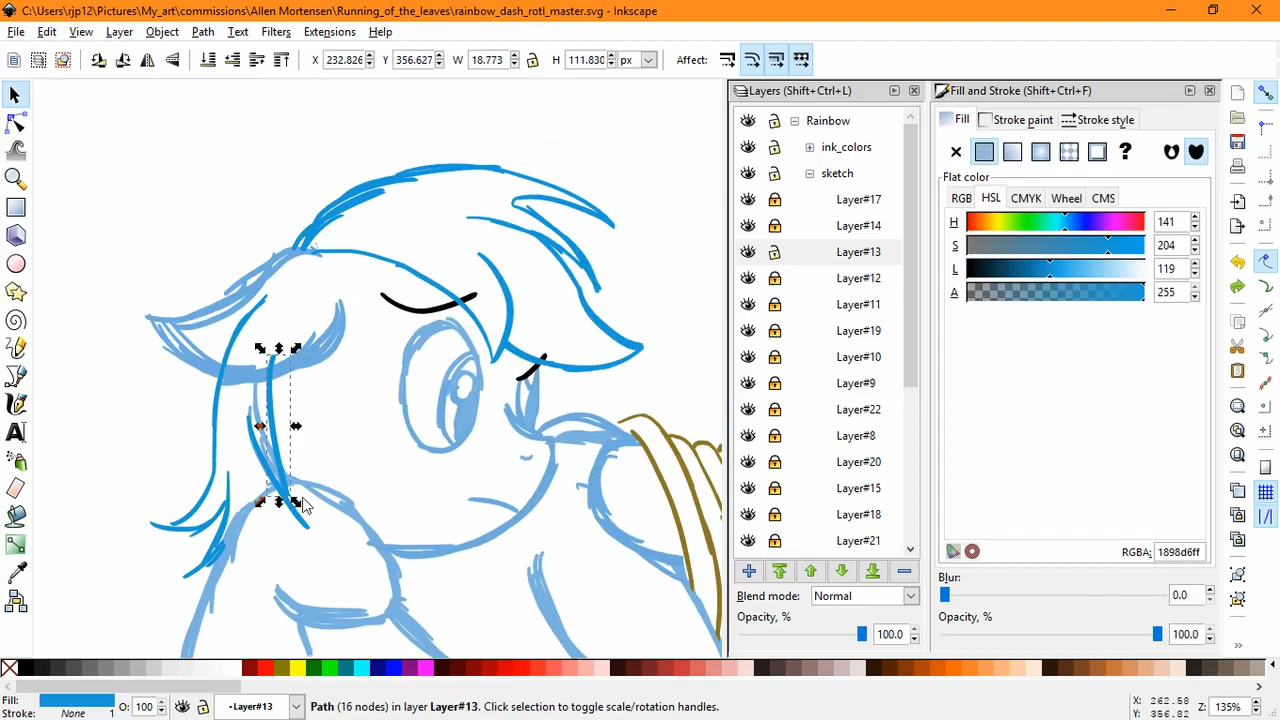 C:\Users\rjp12\Pictures\My_art\commissions\Allen Mortensen\Running_of_the_leaves\rainbow_dash_rotl_master.svg - Inkscape
File Edit View Layer Object Path Text Filters Extensions Help
X 232.826 Y 356.627 W 18.773 H 111.830 px Affect:
Layers (Shift+Ctrl+L)
Rainbow
ink_colors
sketch
Layer#17
Layer#14
Layer#13
Layer#12
Layer#11
Layer#19
Layer#10
Layer#9
Layer#22
Layer#8
Layer#20
Layer#15
Layer#18
Layer#21
Blend mode: Normal
Opacity, % 100.0
Fill and Stroke (Shift+Ctrl+F)
Fill Stroke paint Stroke style
?
Flat color
RGB HSL CMYK Wheel CMS
H 141
S 204
L 119
A 255
RGBA: 1898d6ff
Blur:
0.0
Opacity, %
100.0
Fill:
Stroke: None 1
O: 100
Layer#13
Path (16 nodes) in layer Layer#13. Click selection to toggle scale/rotation handles.
X: 262.58
Y: 356.82
Z: 135%